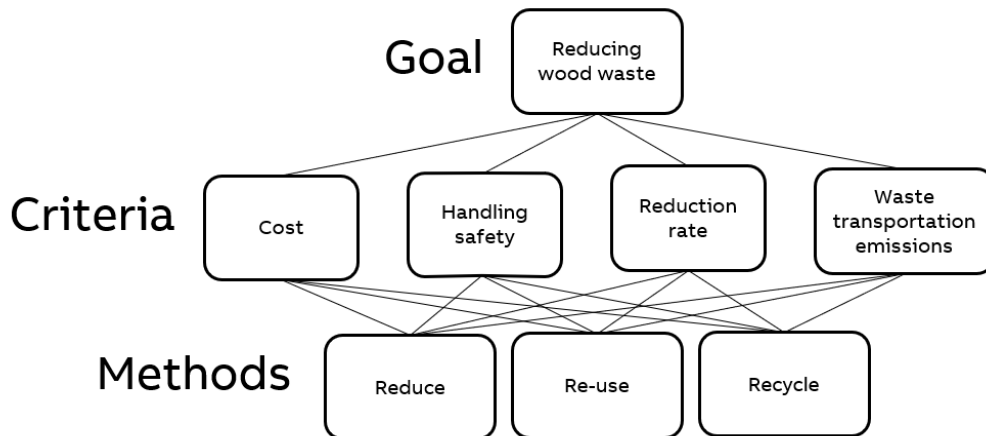 Goal
Reducing
wood waste
Criteria
Cost
Handling
safety
Reduction
rate
Waste
transportation
emissions
Methods
Reduce
Re-use
Recycle